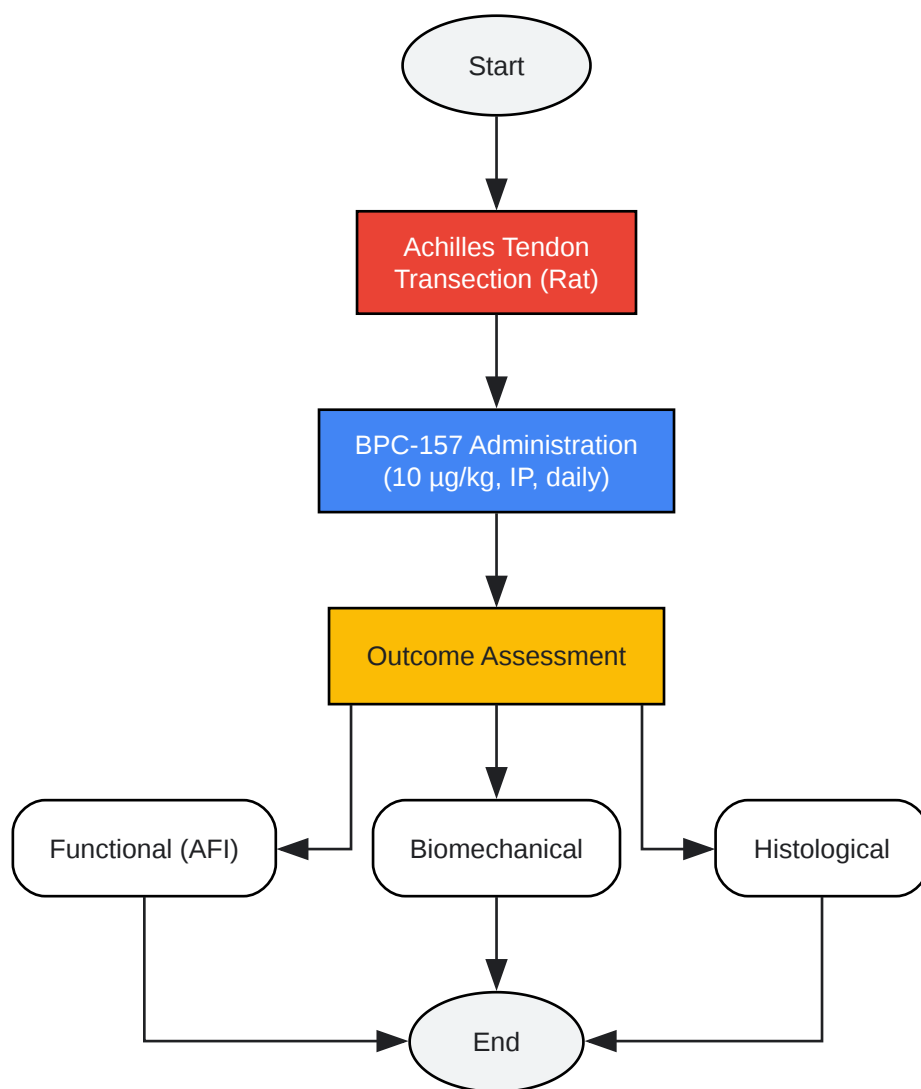 Start
Achilles Tendon
Transection (Rat)
BPC-157 Administration
(10 µg/kg, IP, daily)
Outcome Assessment
Functional (AFI)
Biomechanical
Histological
End